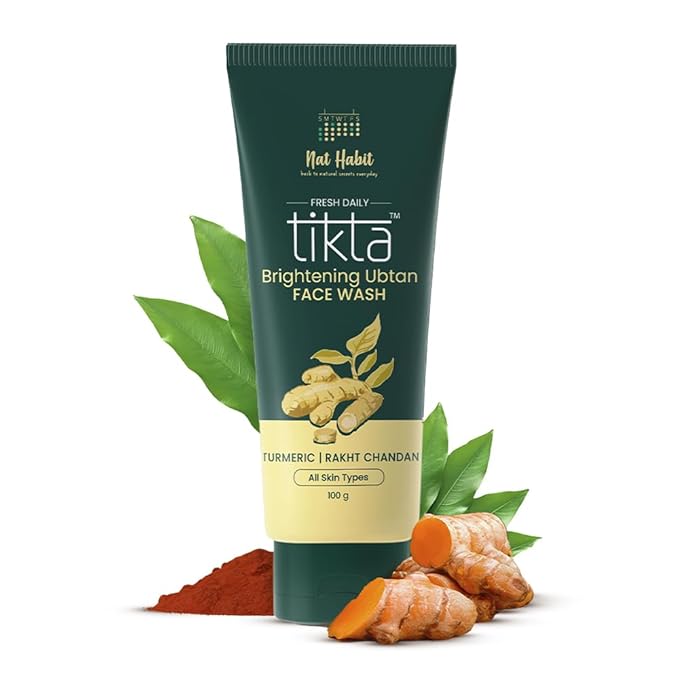 SMTWTFS
Nat Habit
back to natural secrets everyday
FRESH DAILY
tikta™
Brightening Ubtan
FACE WASH
TURMERIC | RAKHT CHANDAN
All Skin Types
100 g